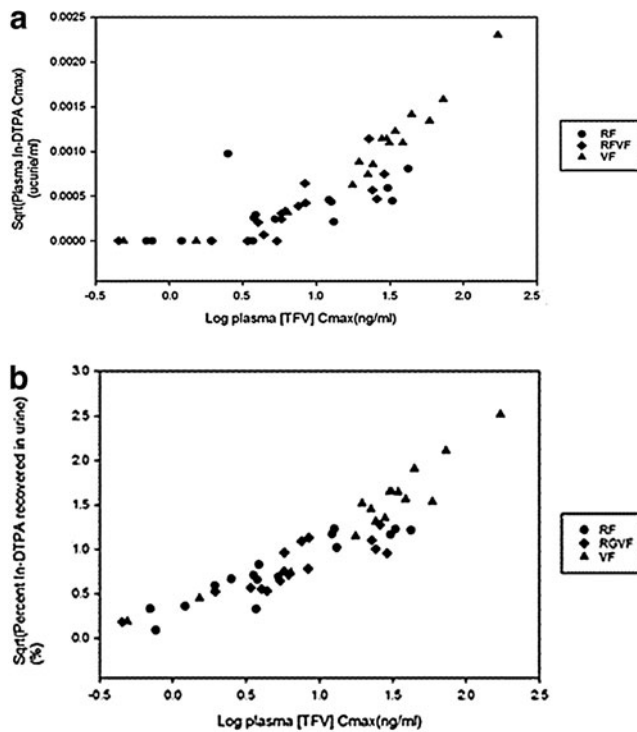 a
Sqrt(Plasma In-DTPA Cmax)
(ucurie/ml)
0.0025
0.0020
0.0015
0.0010
0.0005
0.0000
-0.5 0.0 0.5 1.0 1.5 2.0 2.5
Log plasma [TFV] Cmax(ng/ml)
RF
RFVF
VF
b
Sqrt(Percent In-DTPA recovered in urine)
(%)
3.0
2.5
2.0
1.5
1.0
0.5
0.0
-0.5 0.0 0.5 1.0 1.5 2.0 2.5
Log plasma [TFV] Cmax(ng/ml)
RF
RGVF
VF